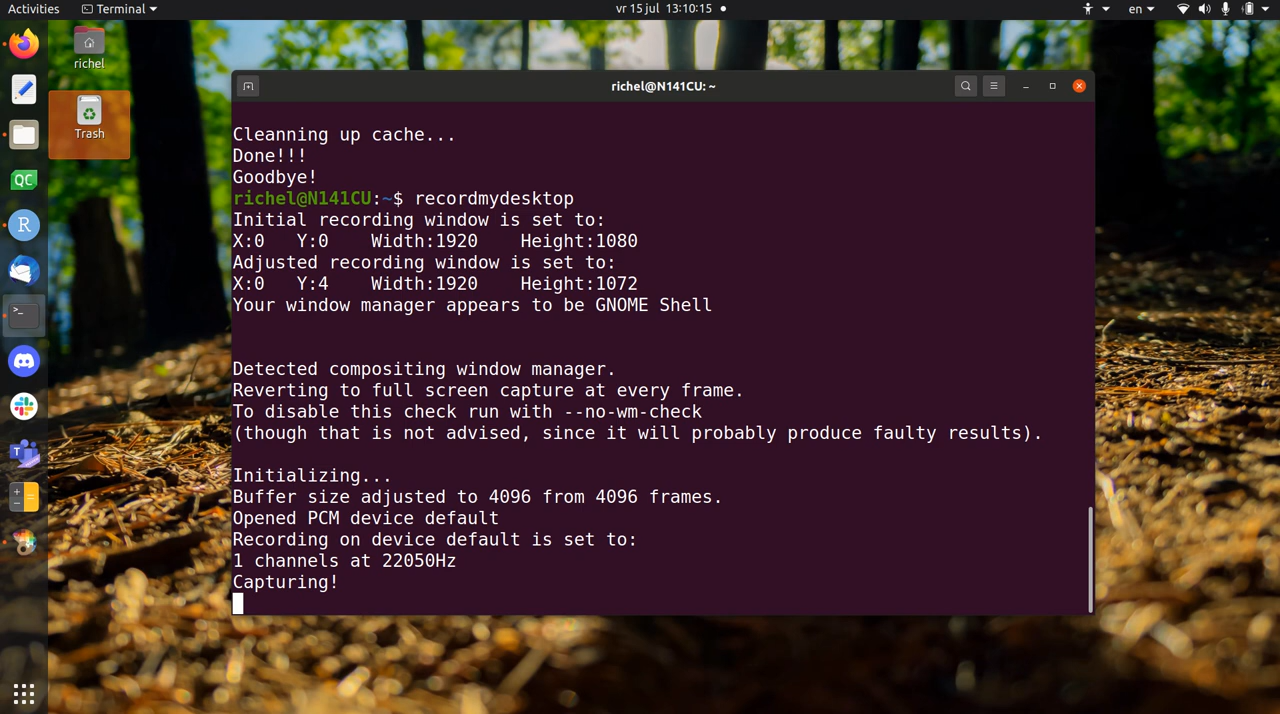 Activities
Terminal
vr 15 jul 13:10:15
en
richel
Trash
QC
R
>_
T
richel@N141CU: ~
Cleanning up cache...
Done!!!
Goodbye!
richel@N141CU:~$ recordmydesktop
Initial recording window is set to:
X:0   Y:0    Width:1920    Height:1080
Adjusted recording window is set to:
X:0   Y:4    Width:1920    Height:1072
Your window manager appears to be GNOME Shell
Detected compositing window manager.
Reverting to full screen capture at every frame.
To disable this check run with --no-wm-check
(though that is not advised, since it will probably produce faulty results).
Initializing...
Buffer size adjusted to 4096 from 4096 frames.
Opened PCM device default
Recording on device default is set to:
1 channels at 22050Hz
Capturing!